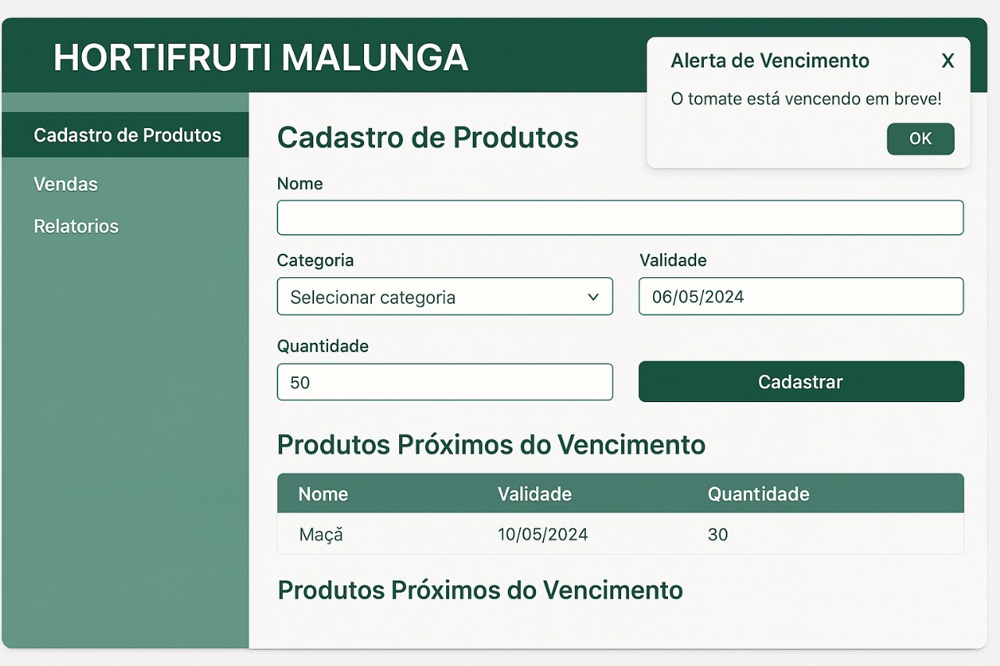 HORTIFRUTI MALUNGA
Alerta de Vencimento X
O tomate está vencendo em breve!
OK
Cadastro de Produtos
Vendas
Relatorios
Cadastro de Produtos
Nome
Categoria Validade
Selecionar categoria 06/05/2024
Quantidade
50 Cadastrar
Produtos Próximos do Vencimento
Nome Validade Quantidade
Maçǎ 10/05/2024 30
Produtos Próximos do Vencimento